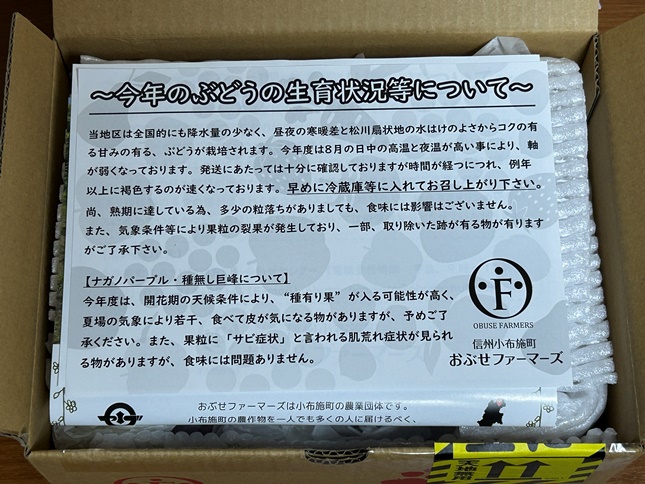 ～今年のぶどうの生育状況等について～
当地区は全国的にも降水量の少なく、昼夜の寒暖差と松川扇状地の水はけのよさからコクの有
る甘みの有る、ぶどうが栽培されます。今年度は8月の日中の高温と夜温が高い事により、軸
が弱くなっております。発送にあたっては十分に確認しておりますが時間が経つにつれ、例年
以上に褐色するのが速くなっております。早めに冷蔵庫等に入れてお召し上がり下さい。
尚、熟期に達している為、多少の粒落ちがありましても、食味には影響はございません。
また、気象条件等により果粒の裂果が発生しており、一部、取り除いた跡が有る物が有ります
がご了承下さい。
【ナガノパープル・種無し巨峰について】
今年度は、開花期の天候条件により、“種有り果” が入る可能性が高く、
夏場の気象により若干、食べて皮が気になる物がありますが、予めご了
承ください。また、果粒に「サビ症状」と言われる肌荒れ症状が見られ
る物がありますが、食味には問題ありません。
F
OBUSE FARMERS
信州小布施町
おぶせファーマーズ
おぶせファーマーズは小布施町の農業団体です。
小布施町の農作物を一人でも多くの人に届けるべく、
天地無用